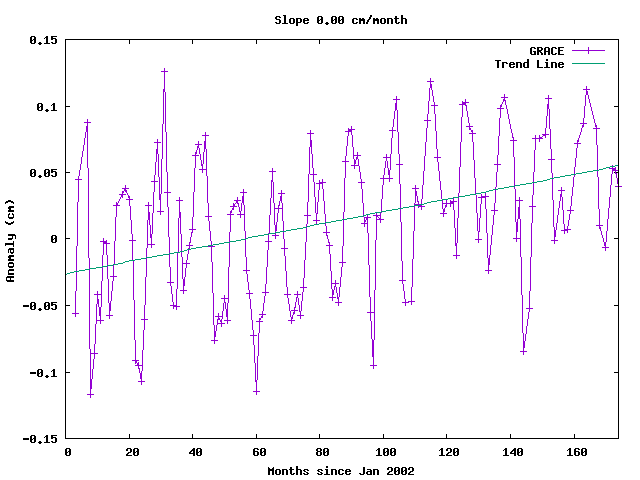 Slope 0.00 cm/month
0.15
GRACE
Trend Line
0.1
0.05
0
-0.05
-0.1
-0.15
Anomaly (cm)
0 20 40 60 80 100 120 140 160
Months since Jan 2002